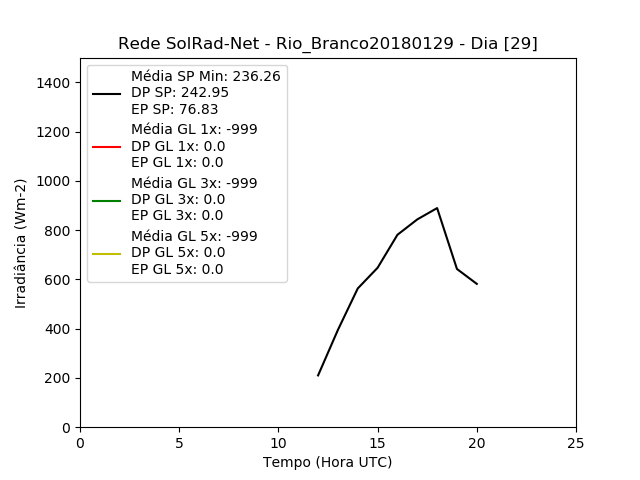 Rede SolRad-Net - Rio_Branco20180129 - Dia [29]
Média SP Min: 236.26
DP SP: 242.95
EP SP: 76.83
Média GL 1x: -999
DP GL 1x: 0.0
EP GL 1x: 0.0
Média GL 3x: -999
DP GL 3x: 0.0
EP GL 3x: 0.0
Média GL 5x: -999
DP GL 5x: 0.0
EP GL 5x: 0.0
Irradiância (Wm-2)
1400
1200
1000
800
600
400
200
0
0 5 10 15 20 25
Tempo (Hora UTC)